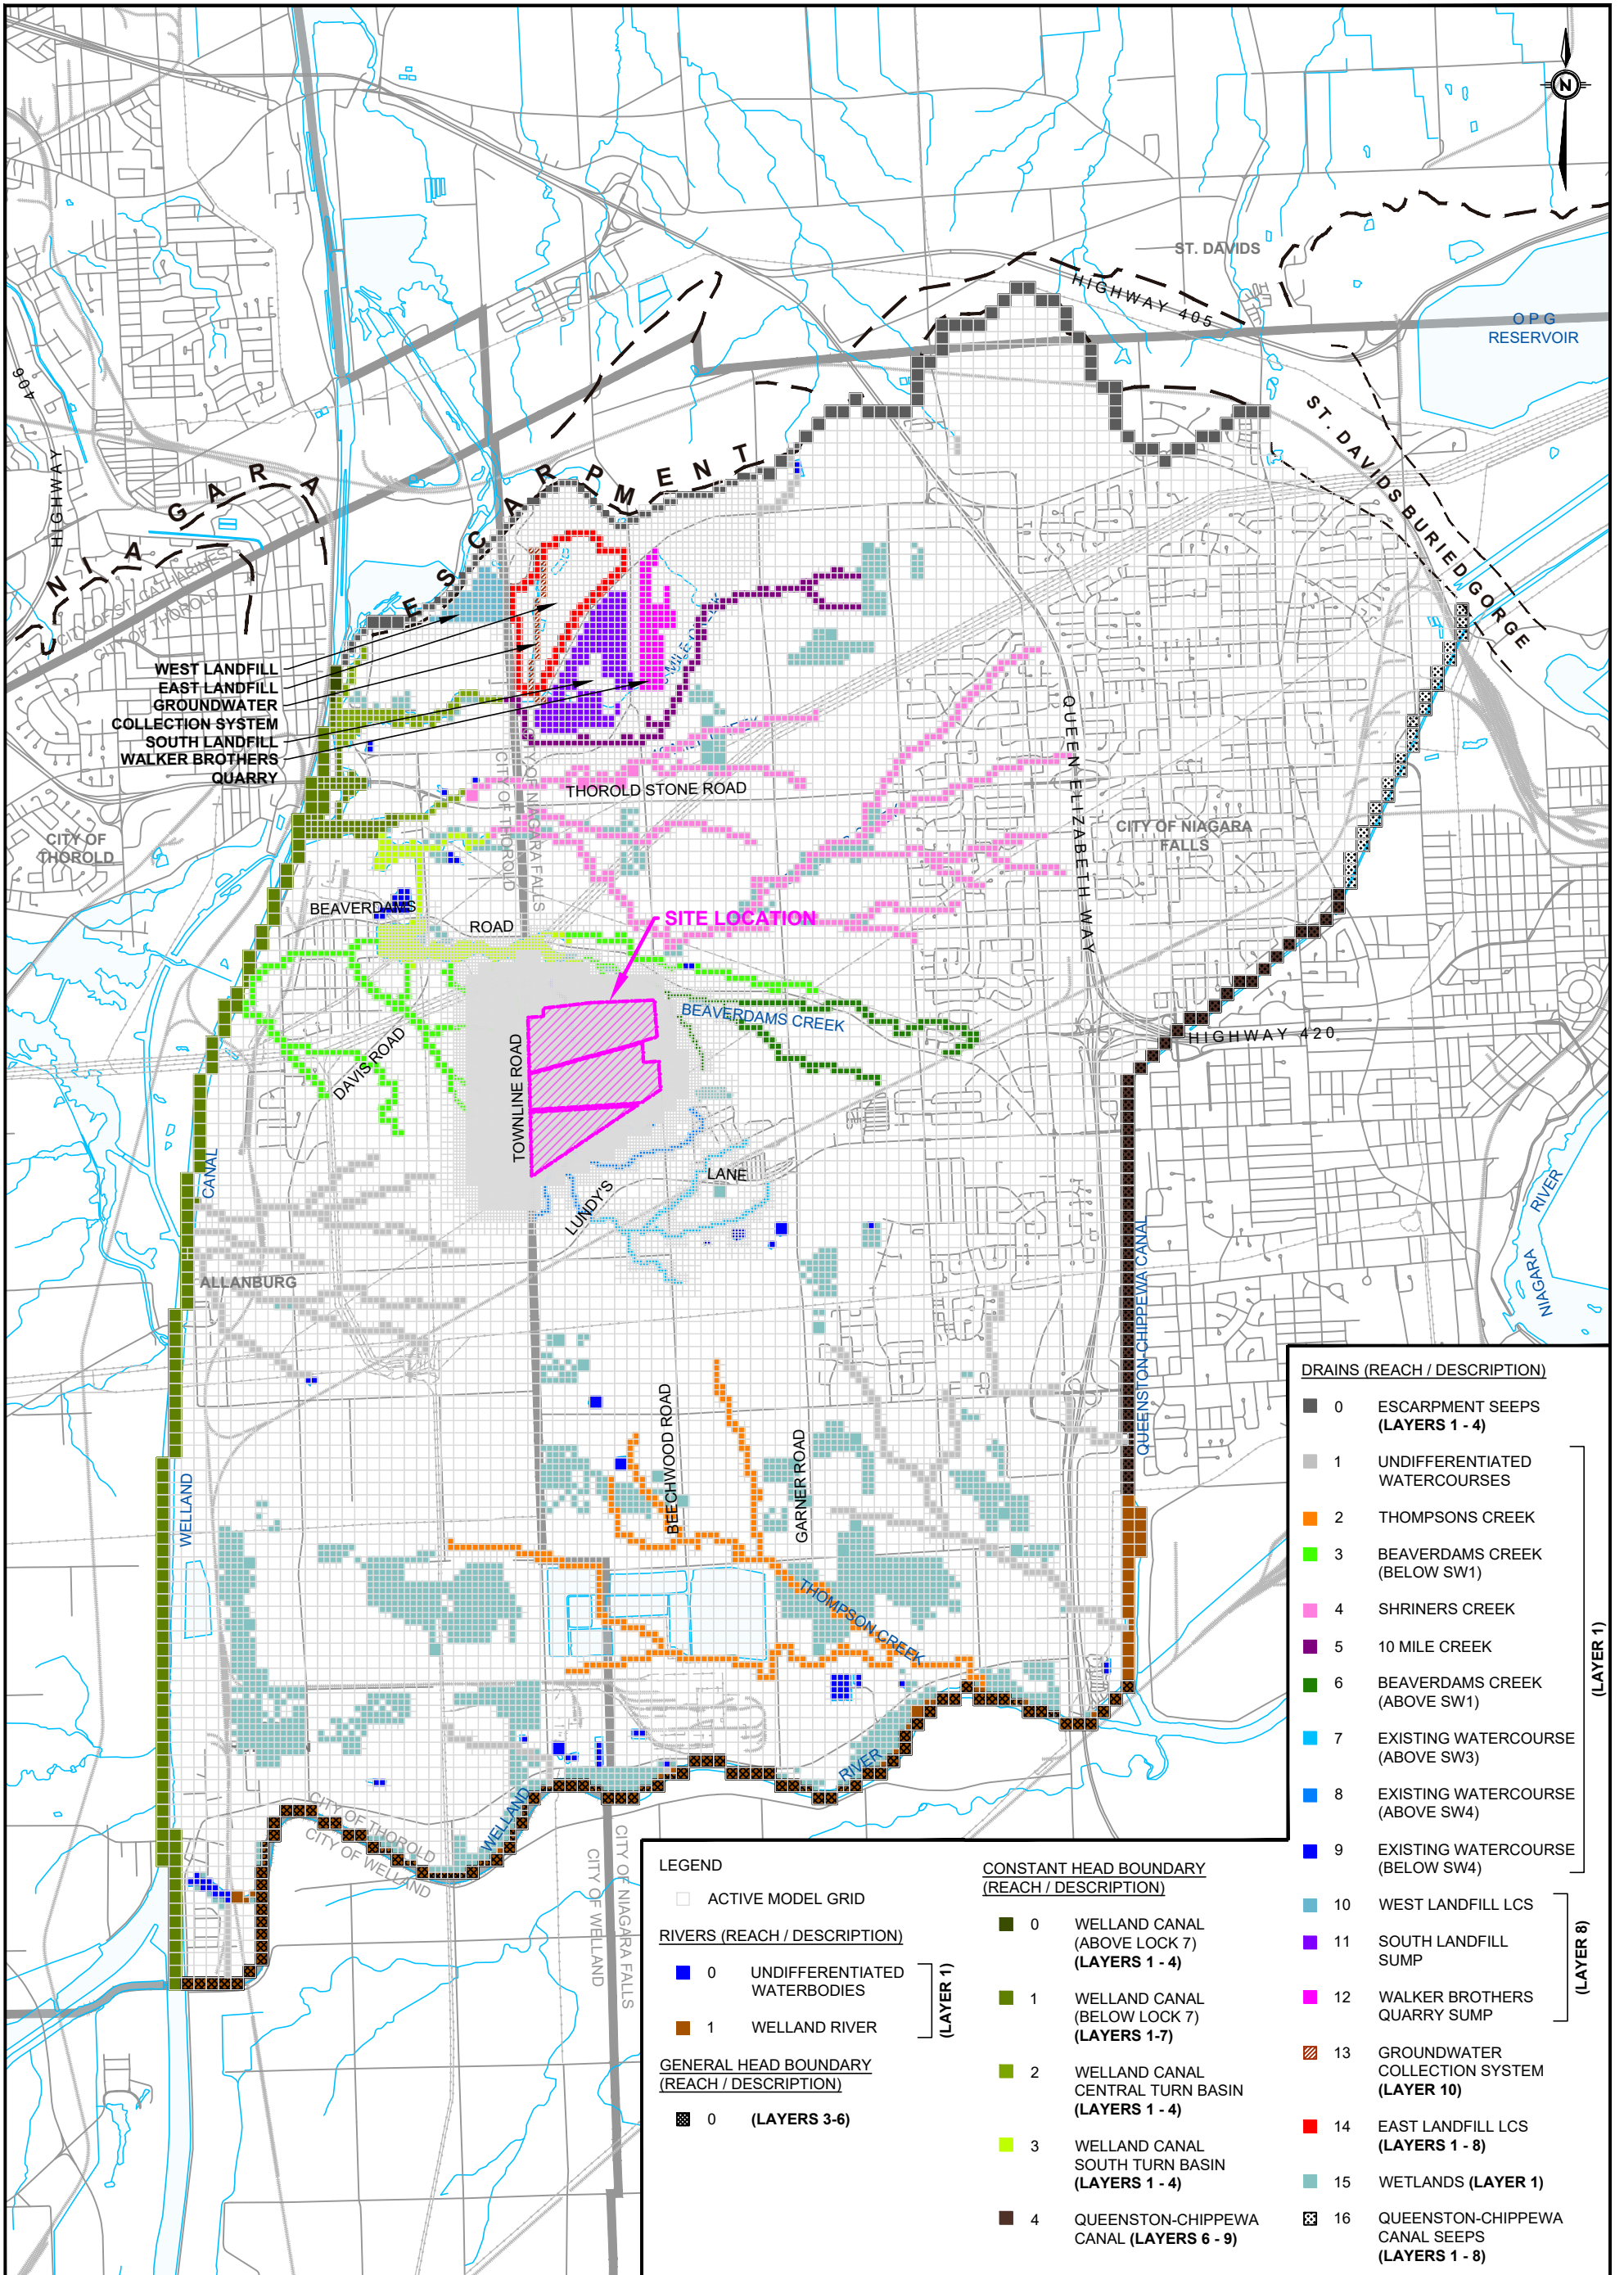 N
ST. DAVIDS
HIGHWAY 405
OPG
RESERVOIR
HIGHWAY 406
NIAGARA
ESCARPMENT
ST. DAVIDS BURIED GORGE
CITY OF ST. CATHARINES
CITY OF THOROLD
WEST LANDFILL
EAST LANDFILL
GROUNDWATER
COLLECTION SYSTEM
SOUTH LANDFILL
WALKER BROTHERS
QUARRY
MILE
QUEEN ELIZABETH WAY
CITY OF THOROLD
CITY OF NIAGARA FALLS
THOROLD STONE ROAD
CITY OF
THOROLD
CITY OF NIAGARA
FALLS
BEAVERDAMS
ROAD
SITE LOCATION
BEAVERDAMS CREEK
HIGHWAY 420
DAVIS ROAD
TOWNLINE ROAD
CANAL
LUNDY'S
LANE
RIVER
NIAGARA
ALLANBURG
QUEENSTON-CHIPPEWA CANAL
BEECHWOOD ROAD
GARNER ROAD
WELLAND
THOMPSON CREEK
RIVER
WELLAND
CITY OF THOROLD
CITY OF WELLAND
CITY OF WELLAND
CITY OF NIAGARA FALLS
LEGEND
ACTIVE MODEL GRID
RIVERS (REACH / DESCRIPTION)
0 UNDIFFERENTIATED
WATERBODIES
1 WELLAND RIVER
(LAYER 1)
GENERAL HEAD BOUNDARY
(REACH / DESCRIPTION)
0 (LAYERS 3-6)
CONSTANT HEAD BOUNDARY
(REACH / DESCRIPTION)
0 WELLAND CANAL
(ABOVE LOCK 7)
(LAYERS 1 - 4)
1 WELLAND CANAL
(BELOW LOCK 7)
(LAYERS 1-7)
2 WELLAND CANAL
CENTRAL TURN BASIN
(LAYERS 1 - 4)
3 WELLAND CANAL
SOUTH TURN BASIN
(LAYERS 1 - 4)
4 QUEENSTON-CHIPPEWA
CANAL (LAYERS 6 - 9)
DRAINS (REACH / DESCRIPTION)
0 ESCARPMENT SEEPS
(LAYERS 1 - 4)
1 UNDIFFERENTIATED
WATERCOURSES
2 THOMPSONS CREEK
3 BEAVERDAMS CREEK
(BELOW SW1)
4 SHRINERS CREEK
5 10 MILE CREEK
6 BEAVERDAMS CREEK
(ABOVE SW1)
7 EXISTING WATERCOURSE
(ABOVE SW3)
8 EXISTING WATERCOURSE
(ABOVE SW4)
9 EXISTING WATERCOURSE
(BELOW SW4)
(LAYER 1)
10 WEST LANDFILL LCS
11 SOUTH LANDFILL
SUMP
12 WALKER BROTHERS
QUARRY SUMP
(LAYER 8)
13 GROUNDWATER
COLLECTION SYSTEM
(LAYER 10)
14 EAST LANDFILL LCS
(LAYERS 1 - 8)
15 WETLANDS (LAYER 1)
16 QUEENSTON-CHIPPEWA
CANAL SEEPS
(LAYERS 1 - 8)